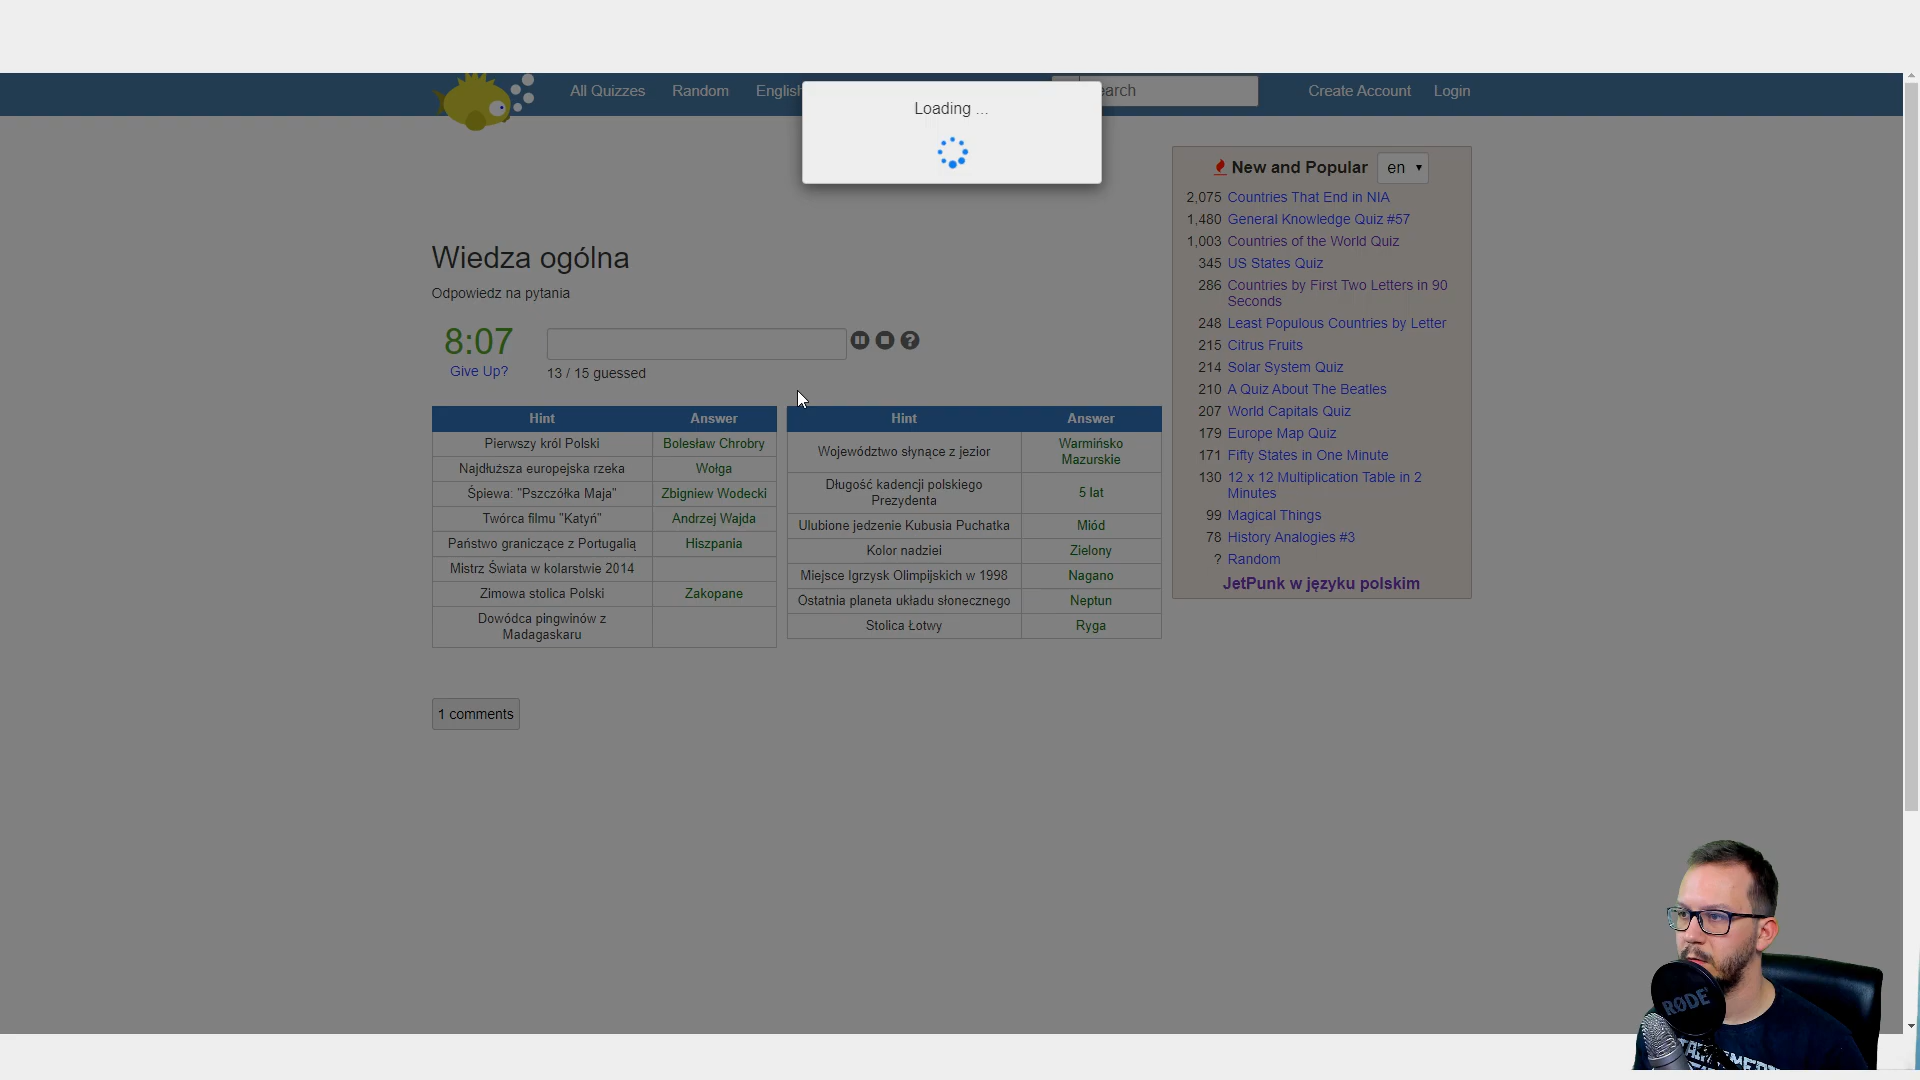 All Quizzes Random English
Loading ...
earch
Create Account Login
New and Popular en
2,075 Countries That End in NIA
1,480 General Knowledge Quiz #57
1,003 Countries of the World Quiz
345 US States Quiz
286 Countries by First Two Letters in 90
Seconds
248 Least Populous Countries by Letter
215 Citrus Fruits
214 Solar System Quiz
210 A Quiz About The Beatles
207 World Capitals Quiz
179 Europe Map Quiz
171 Fifty States in One Minute
130 12 x 12 Multiplication Table in 2
Minutes
99 Magical Things
78 History Analogies #3
? Random
JetPunk w języku polskim
Wiedza ogólna
Odpowiedz na pytania
8:07
Give Up?
13 / 15 guessed
Hint Answer
Pierwszy król Polski Bolesław Chrobry
Najdłuższa europejska rzeka Wołga
Śpiewa: "Pszczółka Maja" Zbigniew Wodecki
Twórca filmu "Katyń" Andrzej Wajda
Państwo graniczące z Portugalią Hiszpania
Mistrz Świata w kolarstwie 2014
Zimowa stolica Polski Zakopane
Dowódca pingwinów z
Madagaskaru
Hint Answer
Województwo słynące z jezior Warmińsko
Mazurskie
Długość kadencji polskiego
Prezydenta 5 lat
Ulubione jedzenie Kubusia Puchatka Miód
Kolor nadziei Zielony
Miejsce Igrzysk Olimpijskich w 1998 Nagano
Ostatnia planeta układu słonecznego Neptun
Stolica Łotwy Ryga
1 comments
RØDE